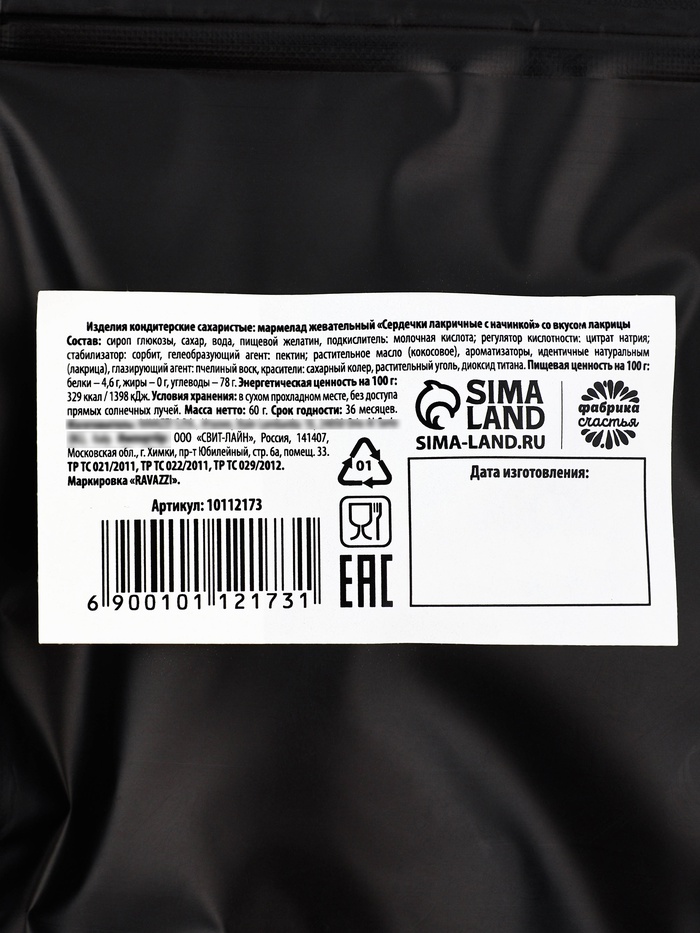 Изделия кондитерские сахаристые: мармелад жевательный «Сердечки лакричные с начинкой» со вкусом лакрицы
Состав: сироп глюкозы, сахар, вода, пищевой желатин, подкислитель: молочная кислота; регулятор кислотности: цитрат натрия;
стабилизатор: сорбит, гелеобразующий агент: пектин; растительное масло (кокосовое), ароматизаторы, идентичные натуральным
(лакрица), глазирующий агент: пчелиный воск, красители: сахарный колер, растительный уголь, диоксид титана. Пищевая ценность на 100 г:
белки – 4,6 г, жиры – 0 г, углеводы – 78 г. Энергетическая ценность на 100 г:
329 ккал / 1398 кДж. Условия хранения: в сухом прохладном месте, без доступа
прямых солнечных лучей. Масса нетто: 60 г. Срок годности: 36 месяцев.
ООО «СВИТ-ЛАЙН», Россия, 141407,
Московская обл., г. Химки, пр-т Юбилейный, стр. 6а, помещ. 33.
ТР ТС 021/2011, ТР ТС 022/2011, ТР ТС 029/2012.
Маркировка «RAVAZZI».
Артикул: 10112173
6 900101 121731
01
EAC
SIMA
LAND
SIMA-LAND.RU
фабрика
счастья
Дата изготовления: